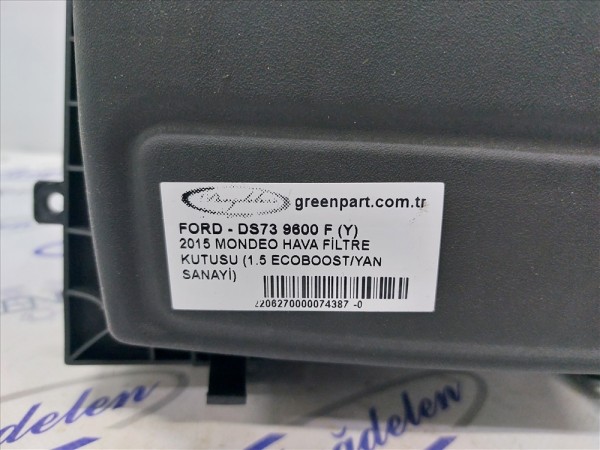 greenpart.com.tr
FORD - DS73 9600 F (Y)
2015 MONDEO HAVA FİLTRE
KUTUSU (1.5 ECOBOOST/YAN
SANAYİ)
2206270000074387 -0